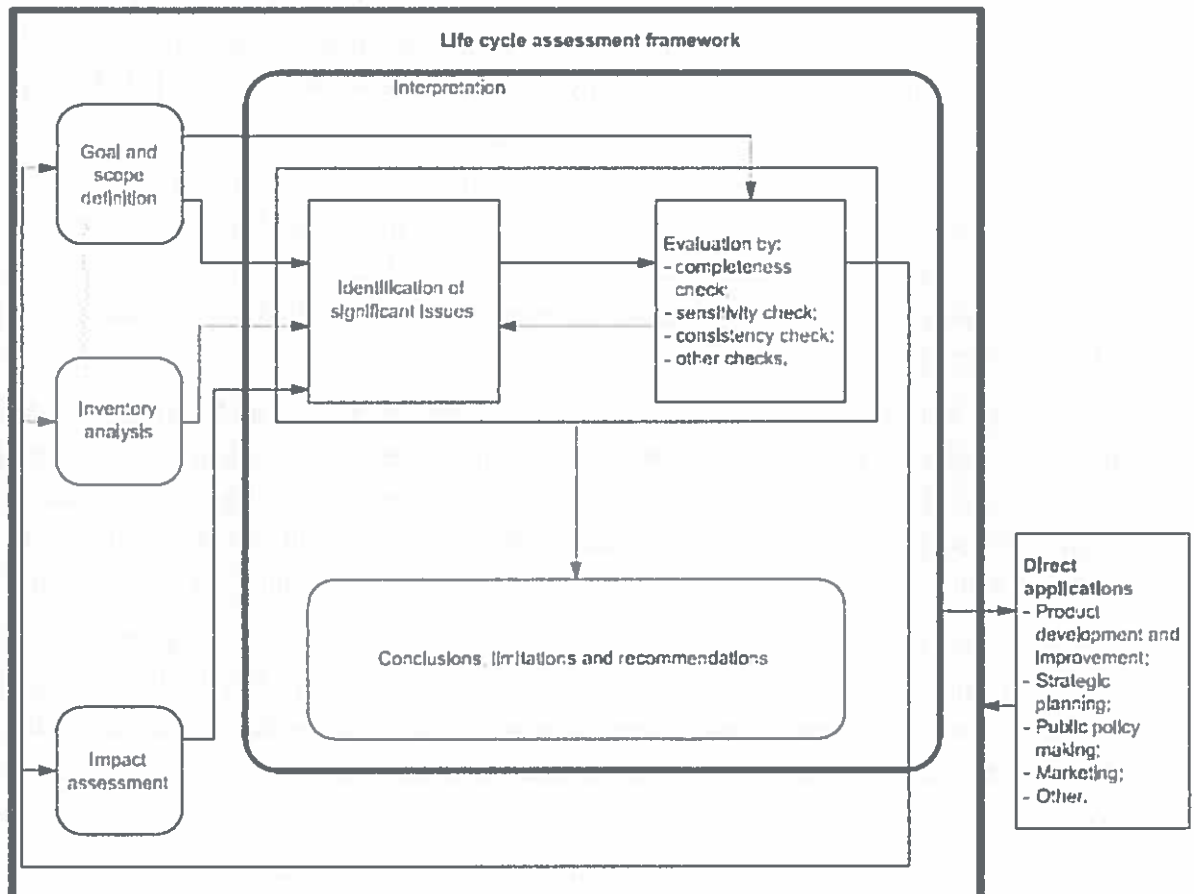 Life cycle assessment framework
Interpretation
Goal and
scope
definition
Identification of
significant issues
Evaluation by:
- completeness
check;
- sensitivity check;
- consistency check;
- other checks.
Inventory
analysis
Conclusions, limitations and recommendations
Impact
assessment
Direct
applications
- Product
development and
improvement;
- Strategic
planning;
- Public policy
making;
- Marketing;
- Other.